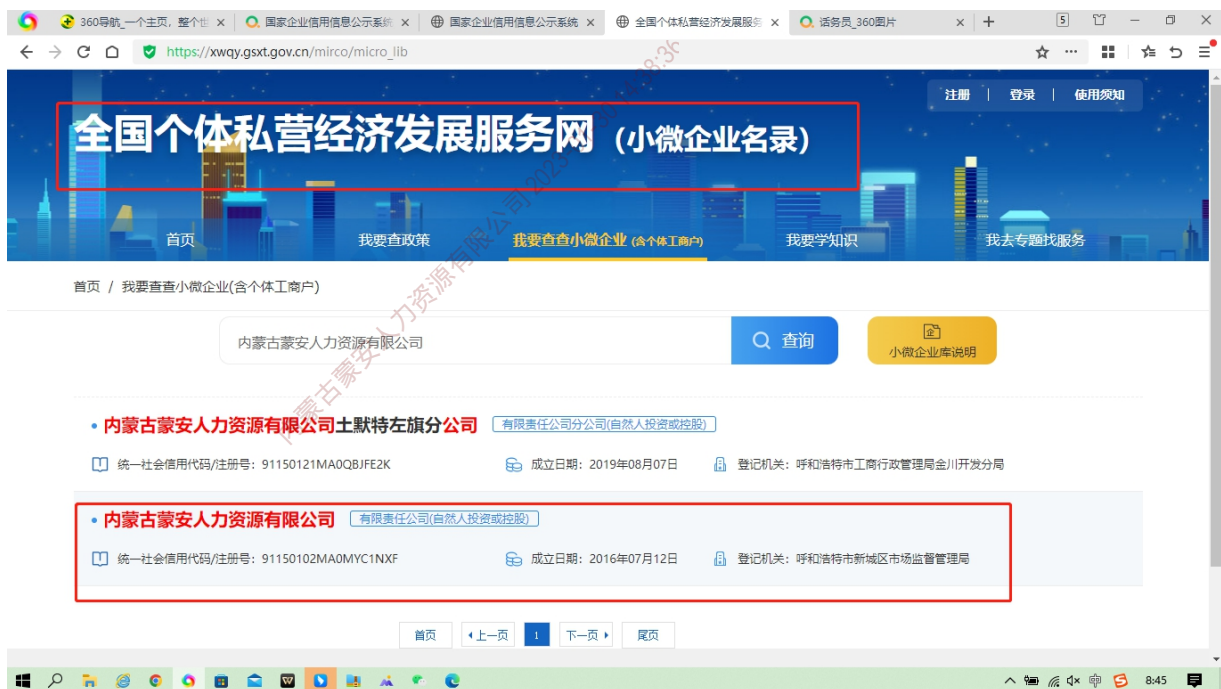 360导航_一个主页，整个世
国家企业信用信息公示系统
国家企业信用信息公示系统
全国个体私营经济发展服务
话务员_360图片
5
https://xwqy.gsxt.gov.cn/mirco/micro_lib
注册 | 登录 | 使用须知
全国个体私营经济发展服务网（小微企业名录）
首页 我要查政策 我要查查小微企业 (含个体工商户) 我要学知识 我去专题找服务
首页 / 我要查查小微企业(含个体工商户)
内蒙古蒙安人力资源有限公司 查询
小微企业库说明
内蒙古蒙安人力资源有限公司土默特左旗分公司 有限责任公司分公司(自然人投资或控股)
统一社会信用代码/注册号：91150121MA0QBJFE2K 成立日期：2019年08月07日 登记机关：呼和浩特市工商行政管理局金川开发分局
内蒙古蒙安人力资源有限公司 有限责任公司(自然人投资或控股)
统一社会信用代码/注册号：91150102MA0MYC1NXF 成立日期：2016年07月12日 登记机关：呼和浩特市新城区市场监督管理局
首页 上一页 1 下一页 尾页
中 8:45